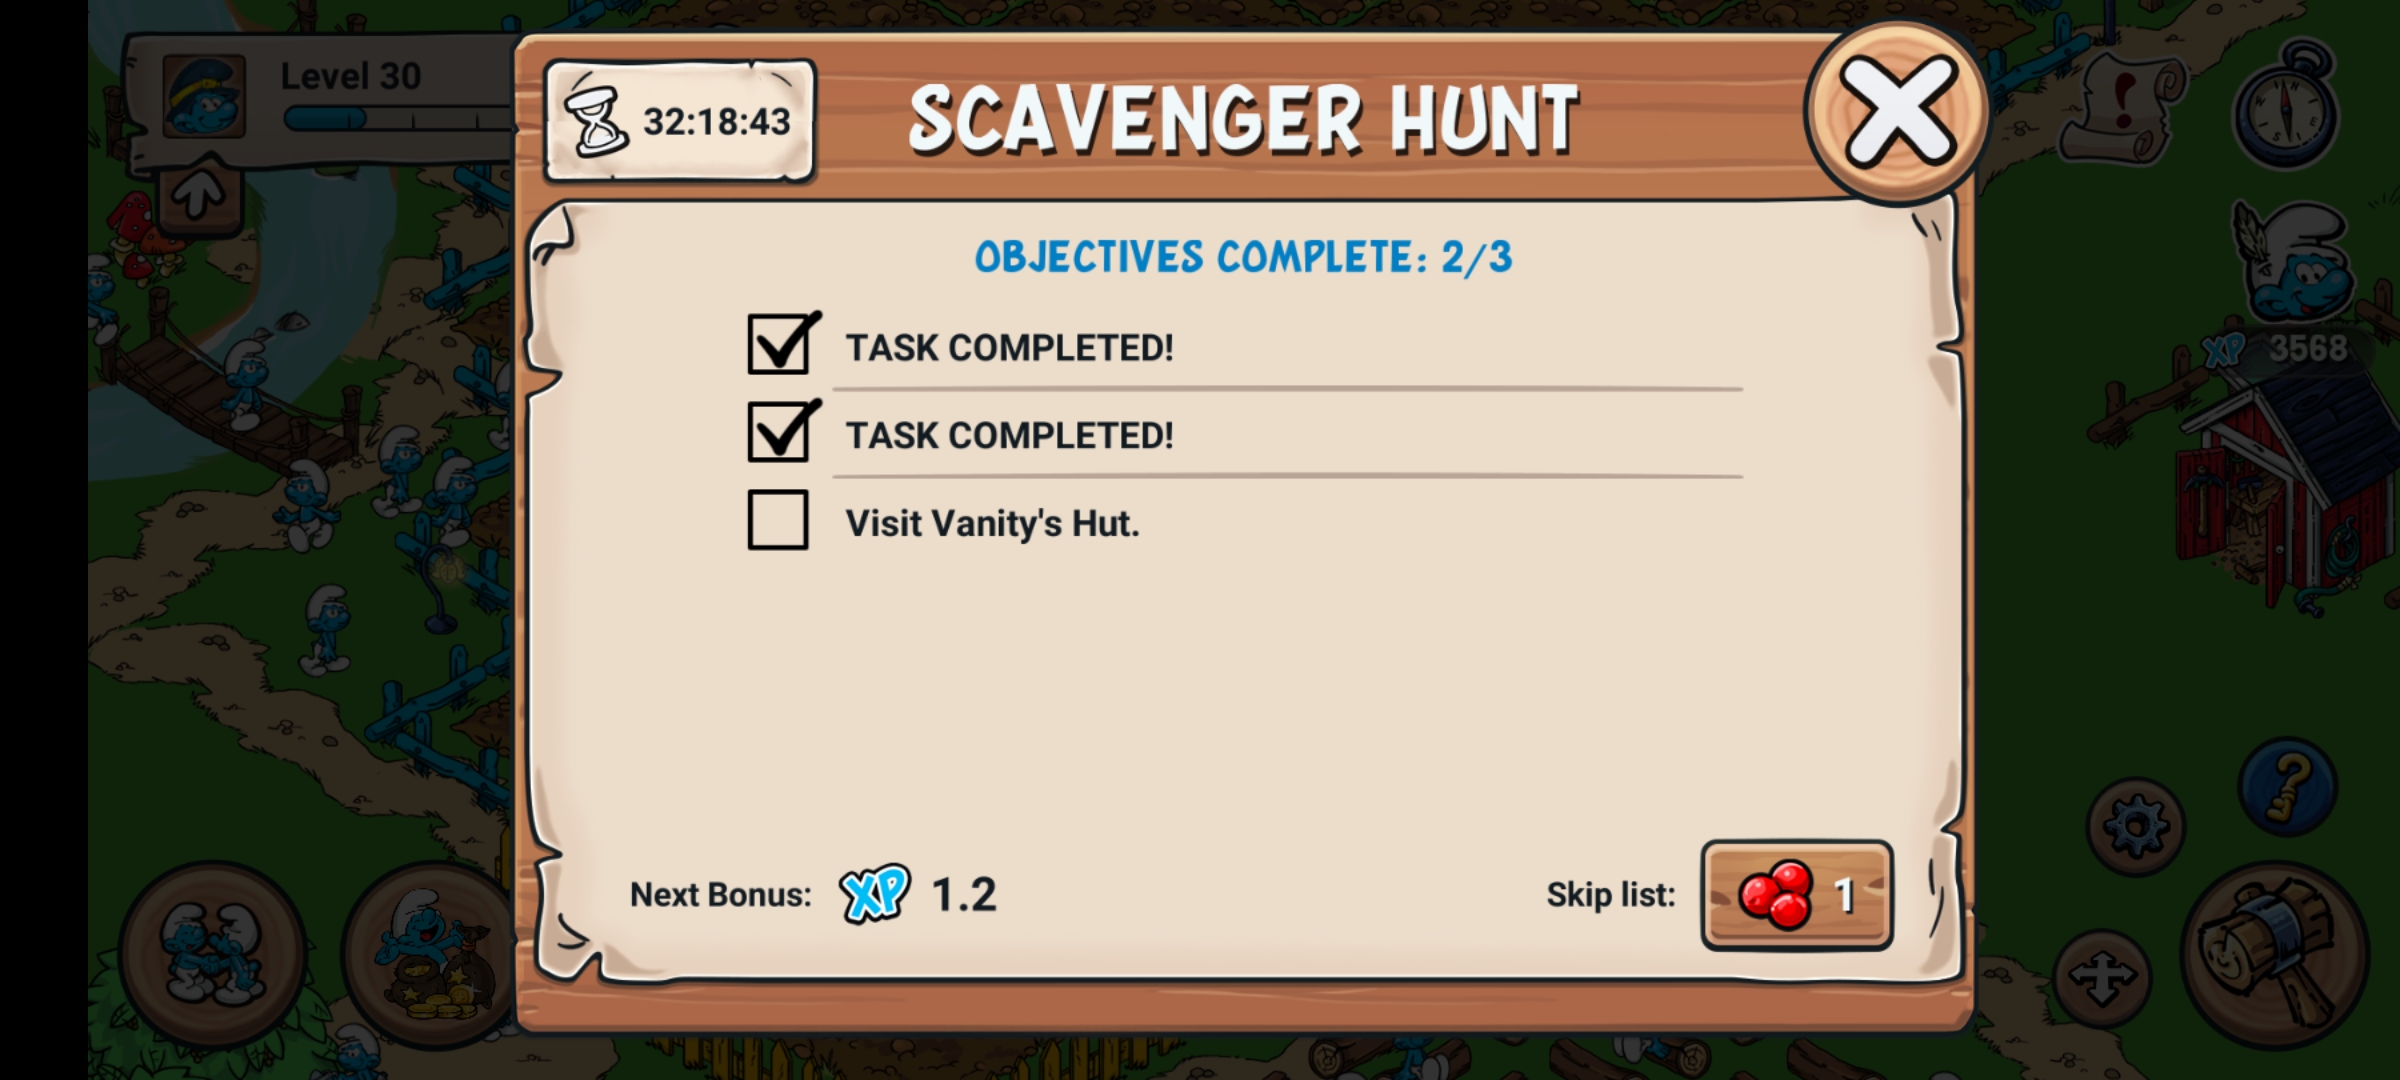 Level 30
32:18:43
SCAVENGER HUNT
OBJECTIVES COMPLETE: 2/3
TASK COMPLETED!
TASK COMPLETED!
Visit Vanity's Hut.
XP 3568
Next Bonus: XP 1.2
Skip list: 1